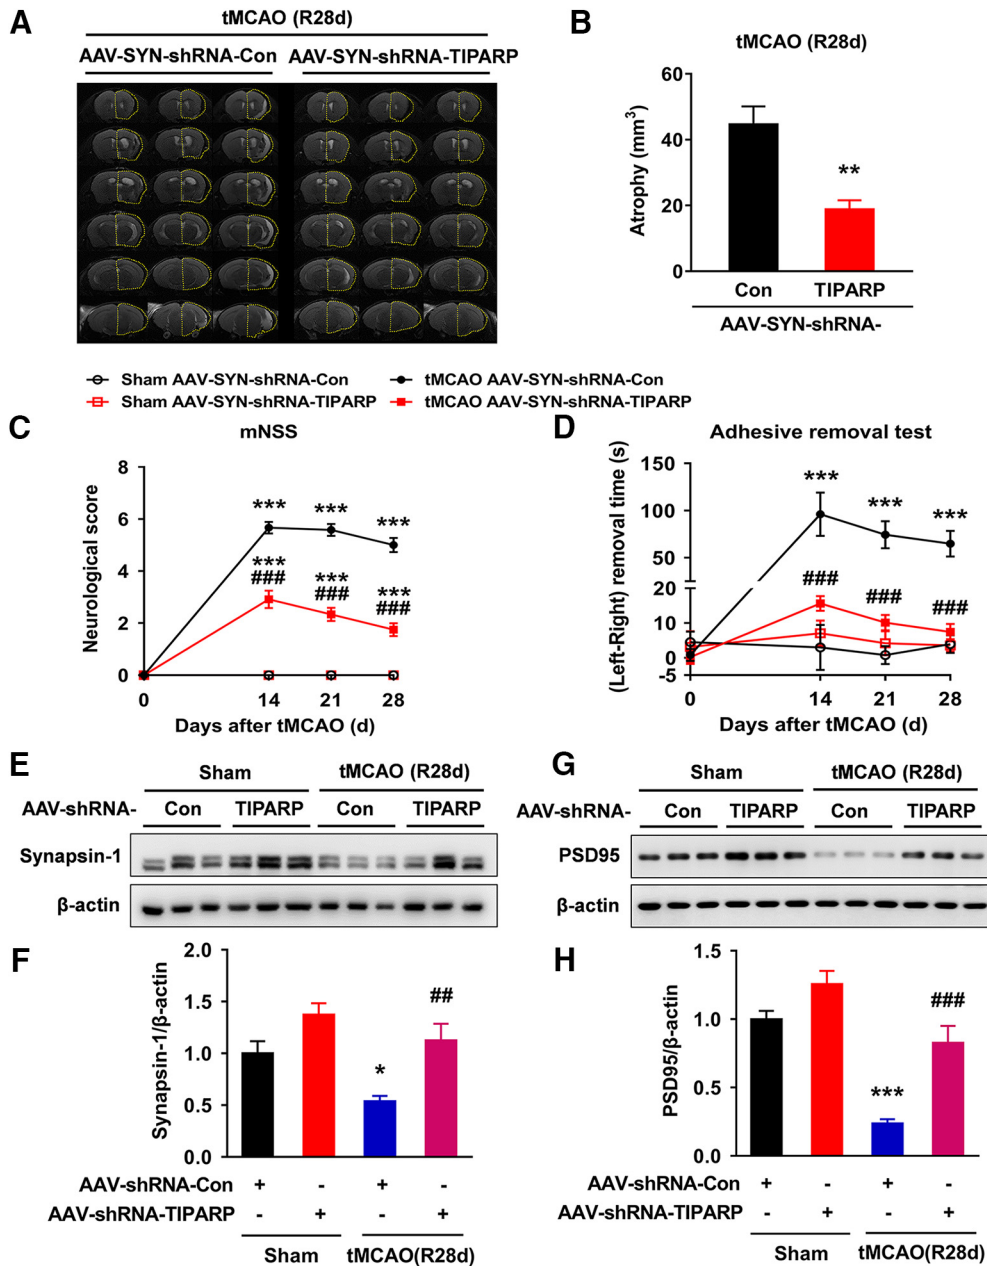 A
tMCAO (R28d)
AAV-SYN-shRNA-Con AAV-SYN-shRNA-TIPARP
B
tMCAO (R28d)
Atrophy (mm³)
60
40
20
0
**
Con TIPARP
AAV-SYN-shRNA-
Sham AAV-SYN-shRNA-Con tMCAO AAV-SYN-shRNA-Con
Sham AAV-SYN-shRNA-TIPARP tMCAO AAV-SYN-shRNA-TIPARP
C
mNSS
Neurological score
8
6
4
2
0
*** *** ***
*** *** ***
### ### ###
0 14 21 28
Days after tMCAO (d)
D
Adhesive removal test
(Left-Right) removal time (s)
150
100
50
20
10
0
-5
*** *** ***
### ### ###
0 14 21 28
Days after tMCAO (d)
E
Sham tMCAO (R28d)
AAV-shRNA- Con TIPARP Con TIPARP
Synapsin-1
β-actin
G
Sham tMCAO (R28d)
AAV-shRNA- Con TIPARP Con TIPARP
PSD95
β-actin
F
Synapsin-1/β-actin
2.0
1.5
1.0
0.5
0.0
* ##
AAV-shRNA-Con + - + -
AAV-shRNA-TIPARP - + - +
Sham tMCAO(R28d)
H
PSD95/β-actin
1.5
1.0
0.5
0.0
*** ###
AAV-shRNA-Con + - + -
AAV-shRNA-TIPARP - + - +
Sham tMCAO(R28d)